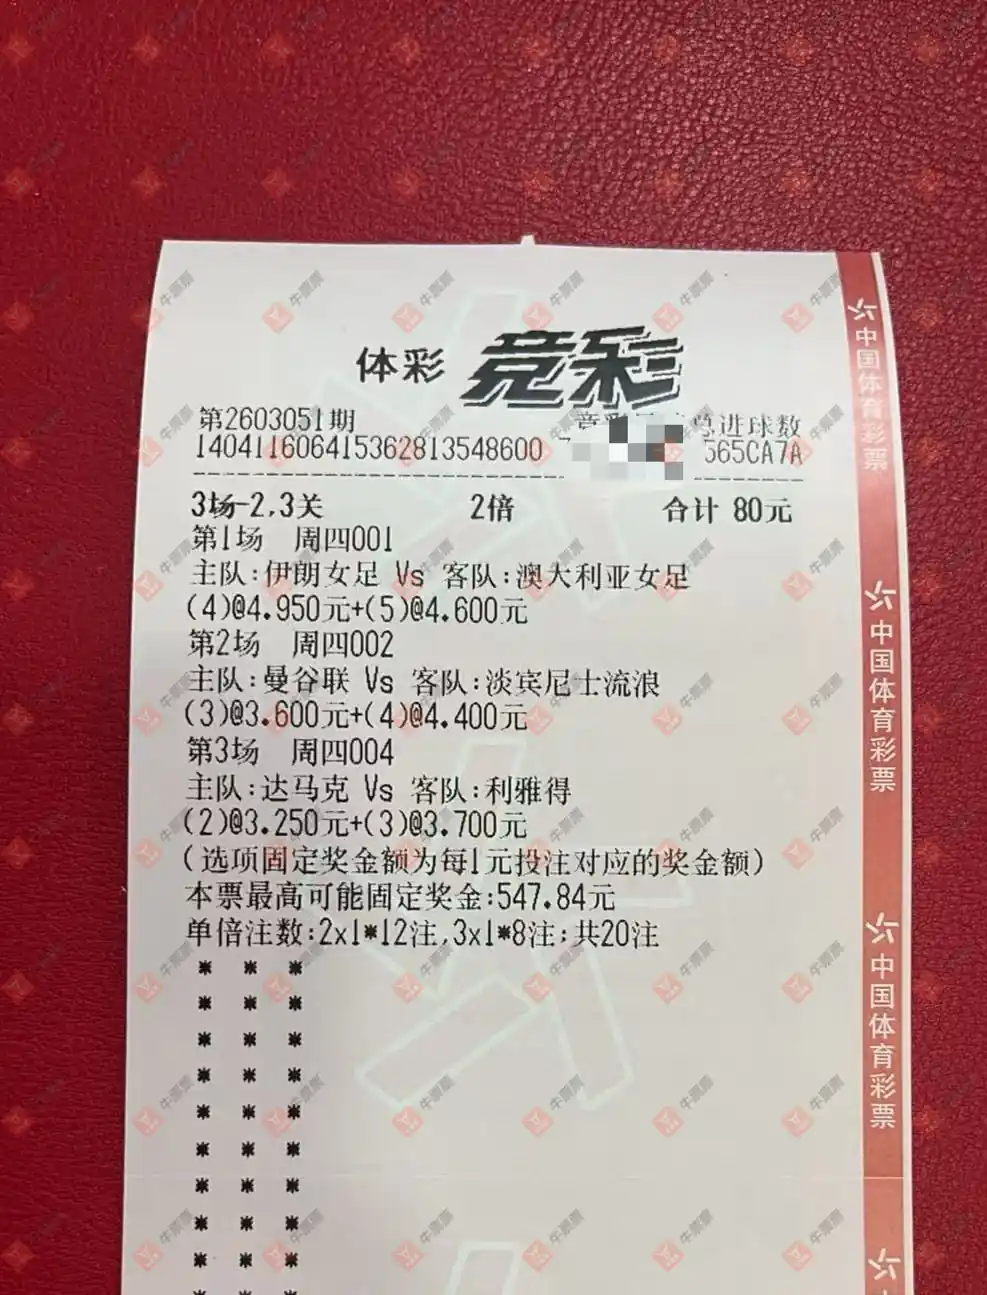 体彩 竞彩
第2603051期 竞彩 总进球数
140411606415362813548600 565CA7A
3场-2,3关 2倍 合计 80元
第1场 周四001
主队:伊朗女足 Vs 客队:澳大利亚女足
(4)@4.950元+(5)@4.600元
第2场 周四002
主队:曼谷联 Vs 客队:淡宾尼士流浪
(3)@3.600元+(4)@4.400元
第3场 周四004
主队:达马克 Vs 客队:利雅得
(2)@3.250元+(3)@3.700元
(选项固定奖金额为每1元投注对应的奖金额)
本票最高可能固定奖金:547.84元
单倍注数:2x1*12注,3x1*8注;共20注
中国体育彩票
中国体育彩票
中国体育彩票
牛票票